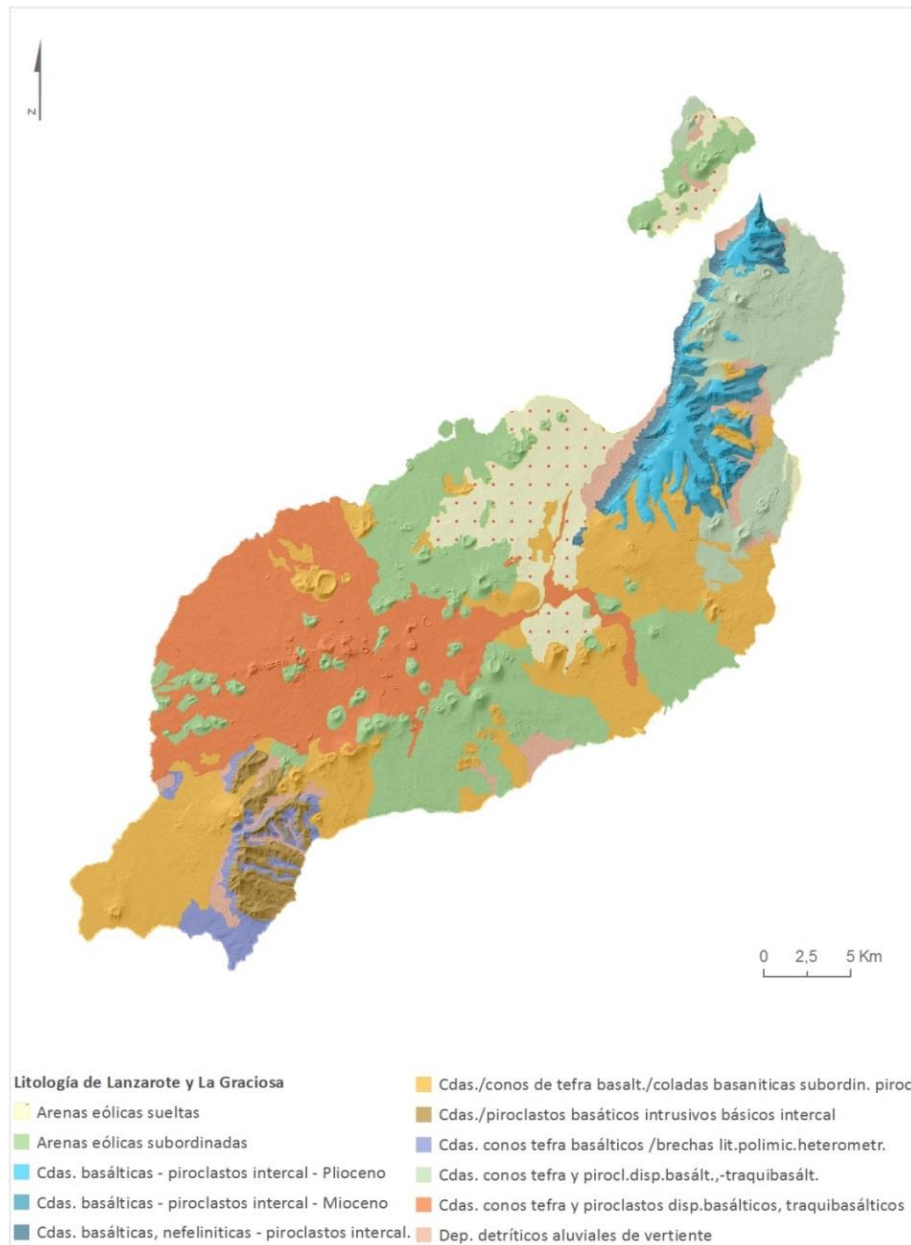 N
0 2,5 5 Km
Litología de Lanzarote y La Graciosa
Arenas eólicas sueltas
Arenas eólicas subordinadas
Cdas. basálticas - piroclastos intercal - Plioceno
Cdas. basálticas - piroclastos intercal - Mioceno
Cdas. basálticas, nefeliniticas - piroclastos intercal.
Cdas./conos de tefra basalt./coladas basaniticas subordin. piroc
Cdas./piroclastos basáticos intrusivos básicos intercal
Cdas. conos tefra basálticos /brechas lit.polimic.heterometr.
Cdas. conos tefra y pirocl.disp.basált.,-traquibasált.
Cdas. conos tefra y piroclastos disp.basálticos, traquibasálticos
Dep. detríticos aluviales de vertiente